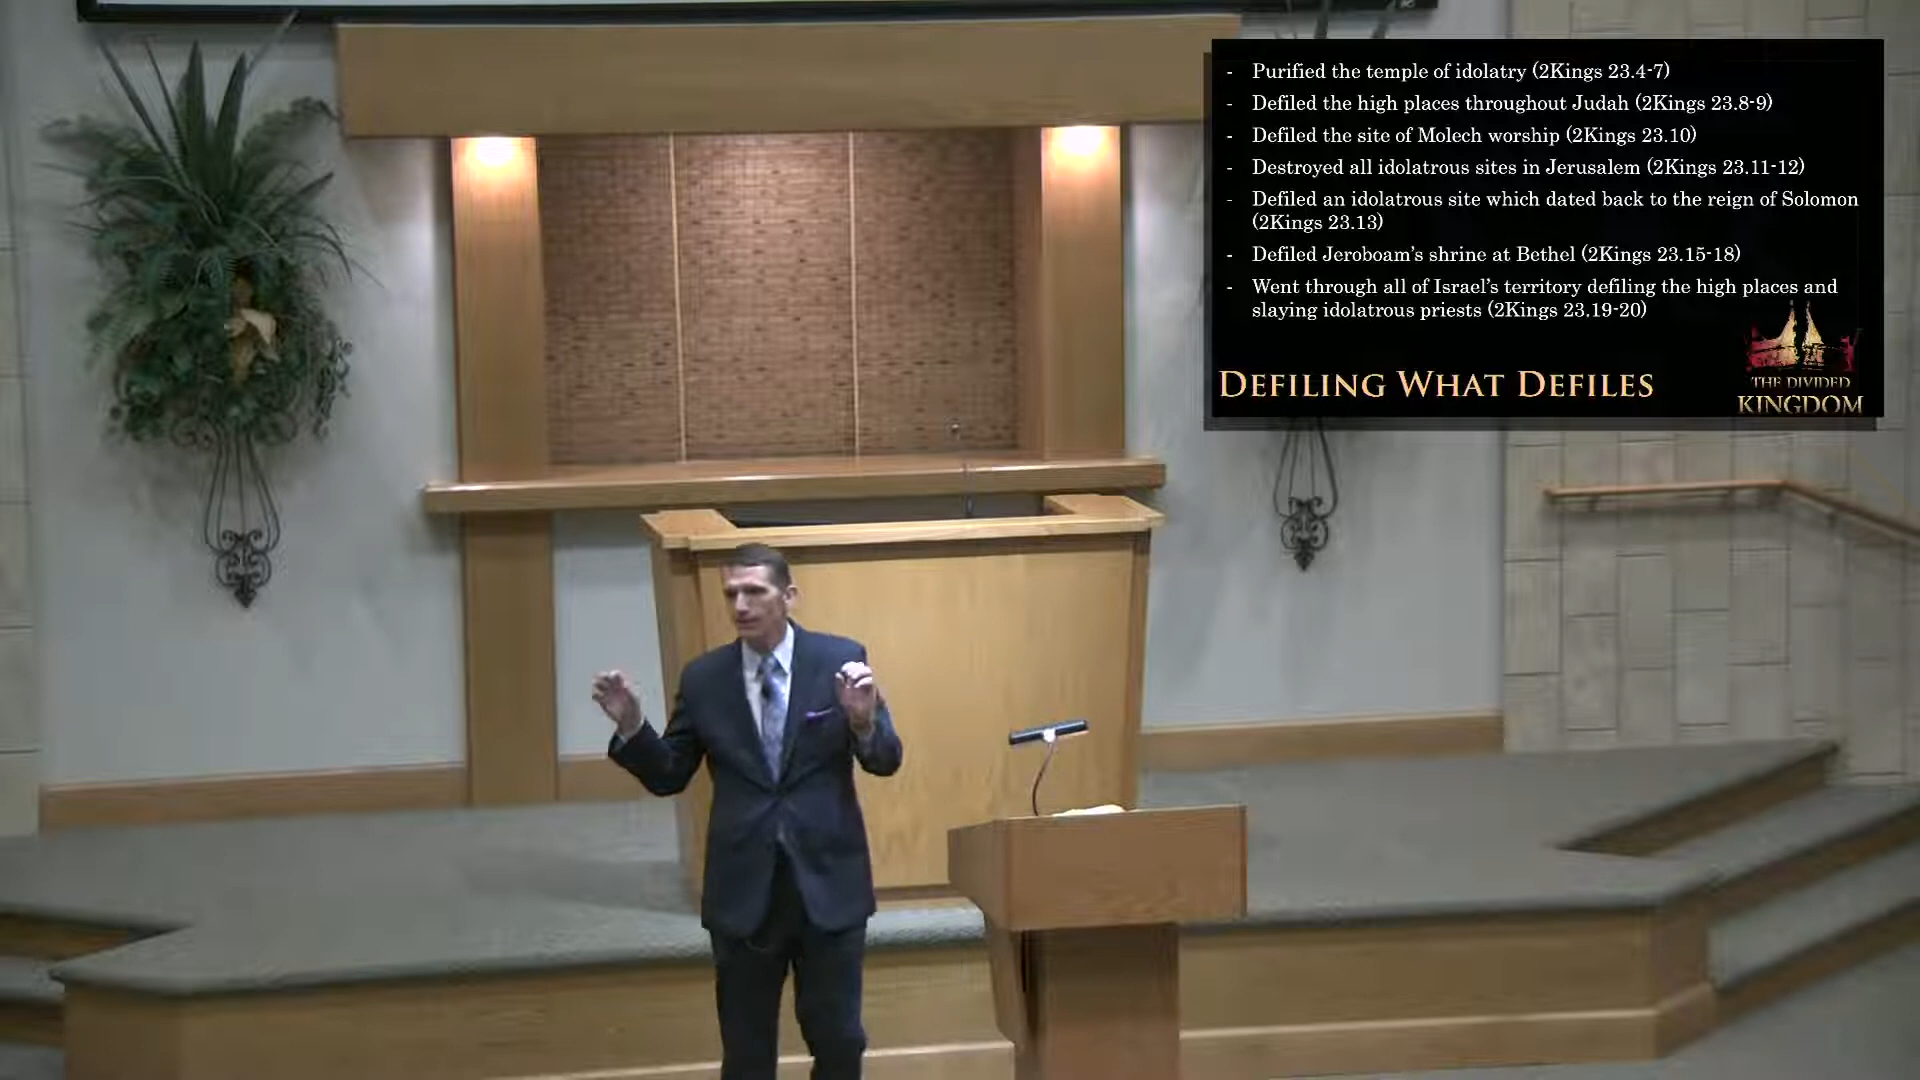 - Purified the temple of idolatry (2Kings 23.4-7)
- Defiled the high places throughout Judah (2Kings 23.8-9)
- Defiled the site of Molech worship (2Kings 23.10)
- Destroyed all idolatrous sites in Jerusalem (2Kings 23.11-12)
- Defiled an idolatrous site which dated back to the reign of Solomon
(2Kings 23.13)
- Defiled Jeroboam’s shrine at Bethel (2Kings 23.15-18)
- Went through all of Israel’s territory defiling the high places and
slaying idolatrous priests (2Kings 23.19-20)
DEFILING WHAT DEFILES
THE DIVIDED
KINGDOM